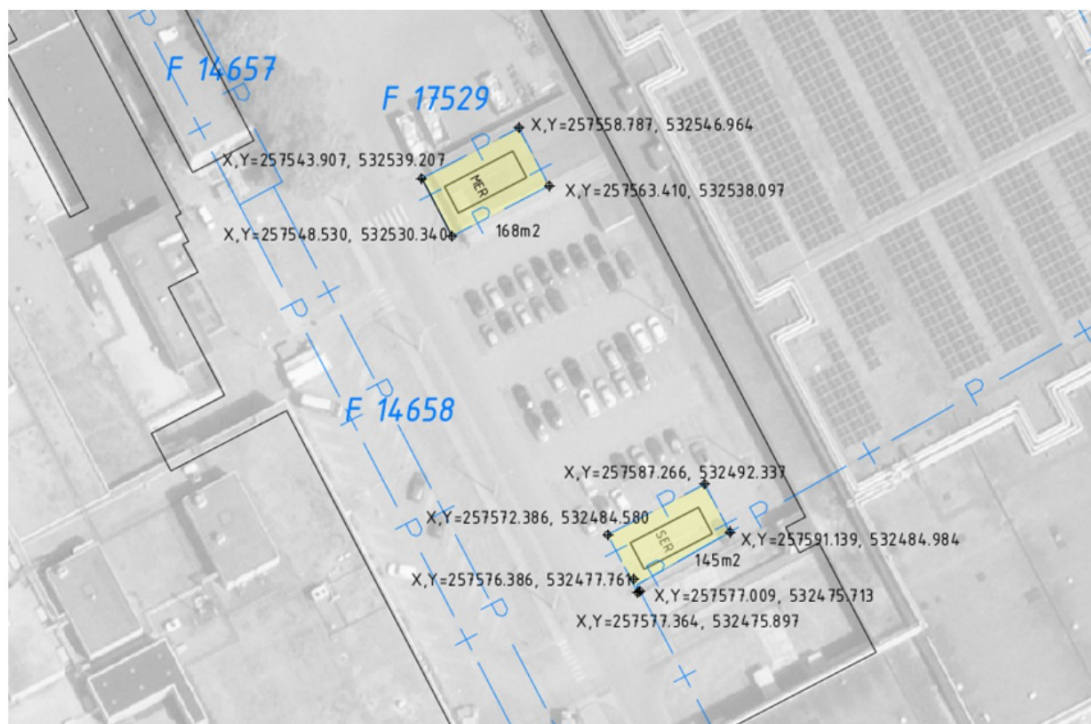 F 14657
F 17529
X,Y=257558.787, 532546.964
X,Y=257543.907, 532539.207
MER
X,Y=257563.410, 532538.097
X,Y=257548.530, 532530.340
168m2
F 14658
X,Y=257587.266, 532492.337
X,Y=257572.386, 532484.580
SER
X,Y=257591.139, 532484.984
145m2
X,Y=257576.386, 532477.761
X,Y=257577.009, 532475.713
X,Y=257577.364, 532475.897
P
P
P
P
P
P
P
P
P
P
P
P